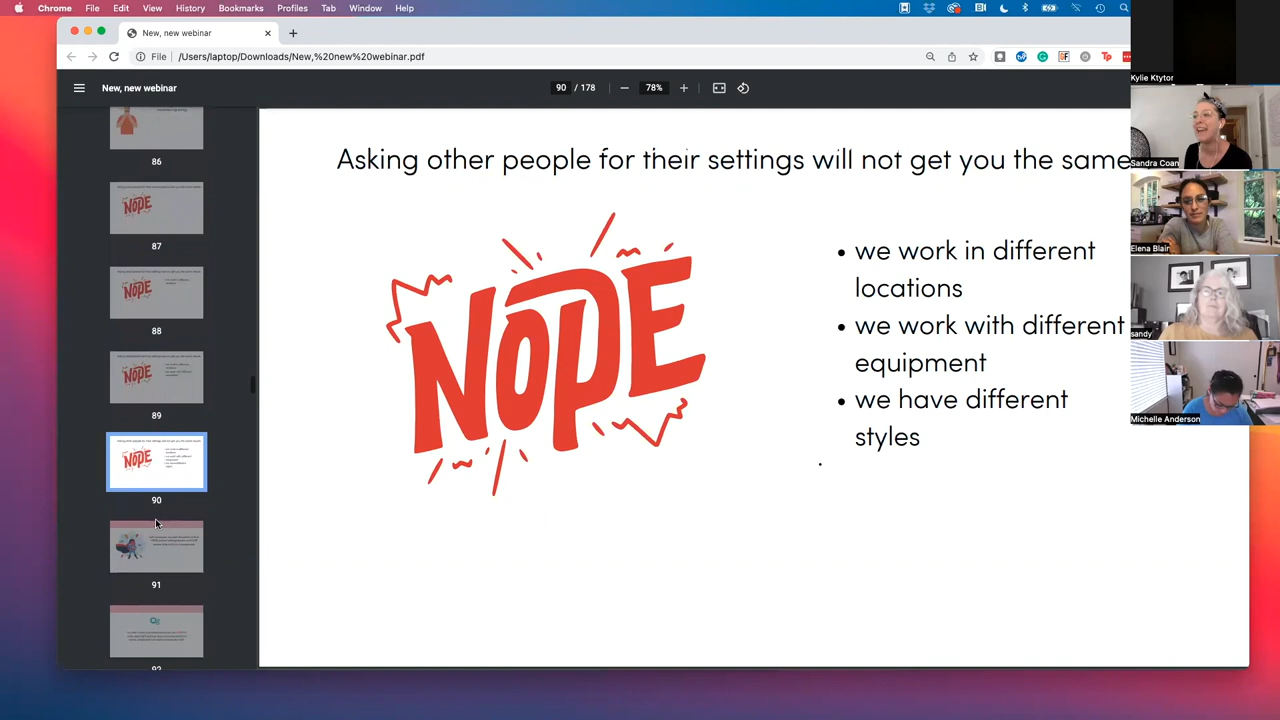 Chrome File Edit View History Bookmarks Profiles Tab Window Help
New, new webinar
File /Users/laptop/Downloads/New,%20new%20webinar.pdf
New, new webinar
90 / 178
78%
86
87
88
89
90
91
92
Asking other people for their settings will not get you the same
NOPE
• we work in different
locations
• we work with different
equipment
• we have different
styles
Kylie Ktytor
Sandra Coan
Elena Blair
sandy
Michelle Anderson